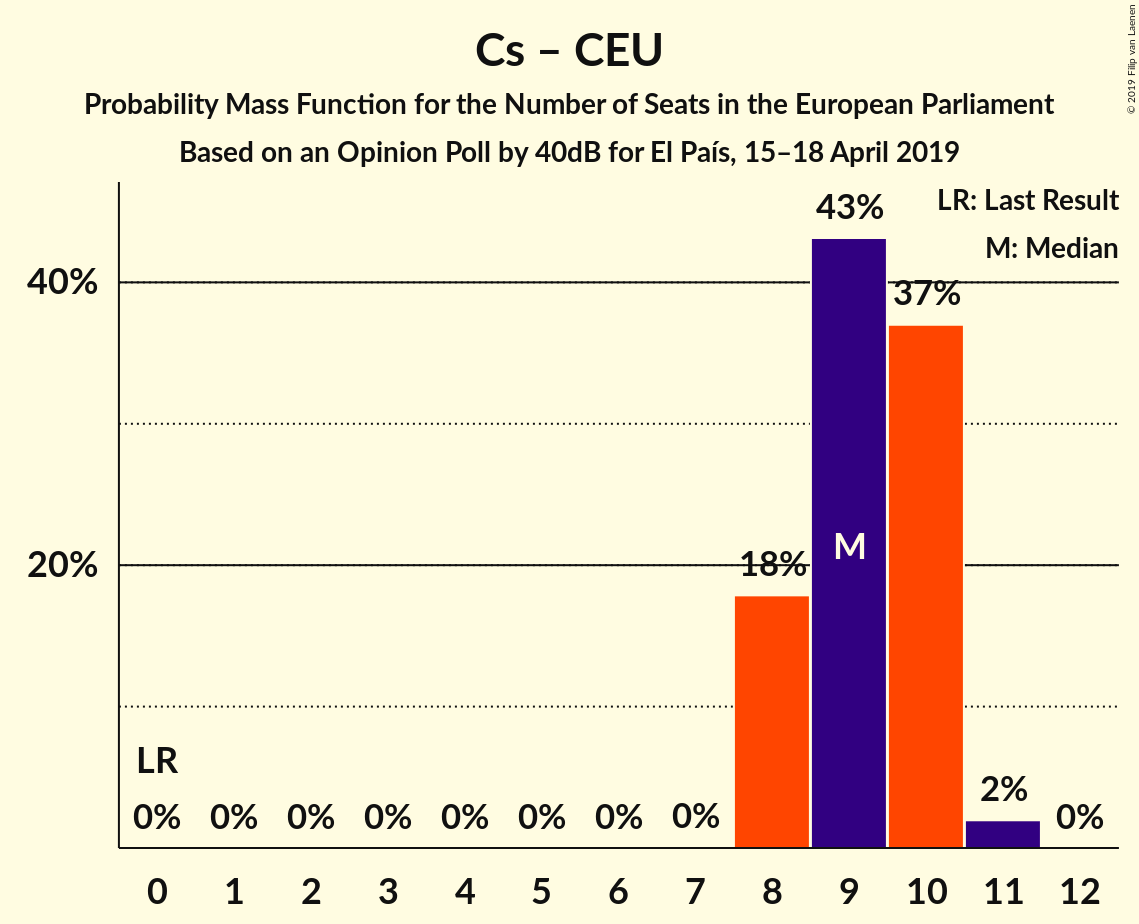 Cs – CEU
Probability Mass Function for the Number of Seats in the European Parliament
Based on an Opinion Poll by 40dB for El País, 15–18 April 2019
© 2019 Filip van Laenen
LR: Last Result
M: Median
40%
20%
43%
37%
18%
M
LR
2%
0% 0% 0% 0% 0% 0% 0% 0% 0%
0 1 2 3 4 5 6 7 8 9 10 11 12